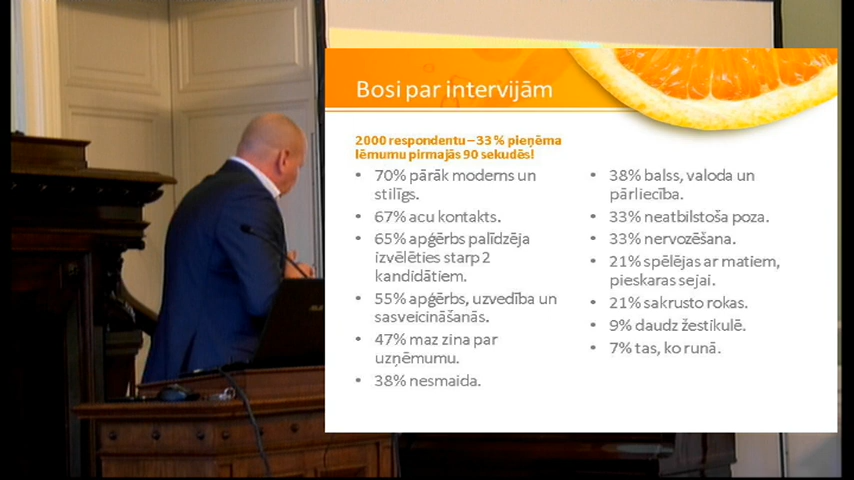 Bosi par intervijām
2000 respondentu – 33 % pieņēma
lēmumu pirmajās 90 sekudēs!
• 70% pārāk moderns un
stilīgs.
• 67% acu kontakts.
• 65% apģērbs palīdzēja
izvēlēties starp 2
kandidātiem.
• 55% apģērbs, uzvedība un
sasveicināšanās.
• 47% maz zina par
uzņēmumu.
• 38% nesmaida.
• 38% balss, valoda un
pārliecība.
• 33% neatbilstoša poza.
• 33% nervozēšana.
• 21% spēlējas ar matiem,
pieskaras sejai.
• 21% sakrusto rokas.
• 9% daudz žestikulē.
• 7% tas, ko runā.